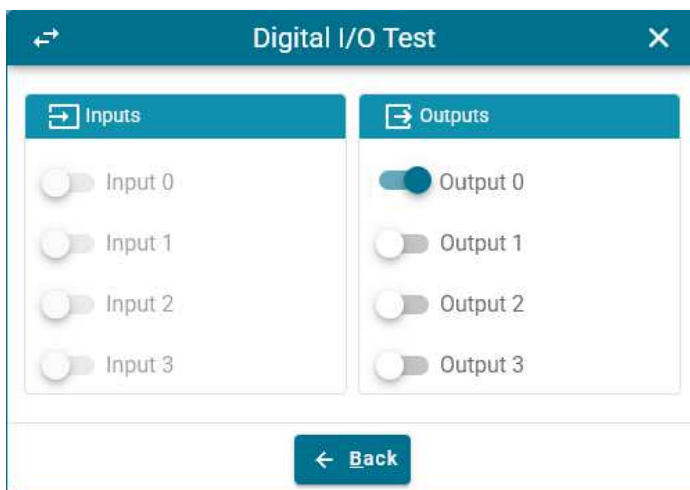 Digital I/O Test
Inputs
Input 0
Input 1
Input 2
Input 3
Outputs
Output 0
Output 1
Output 2
Output 3
Back